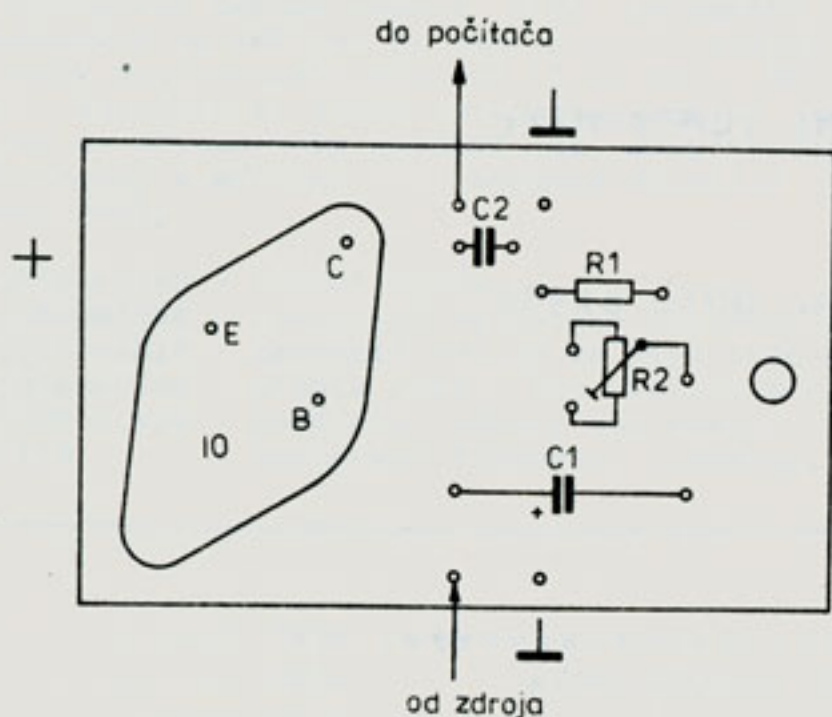 do počítača
C2
+
C
R1
E
R2
B
IO
C1
+
od zdroja